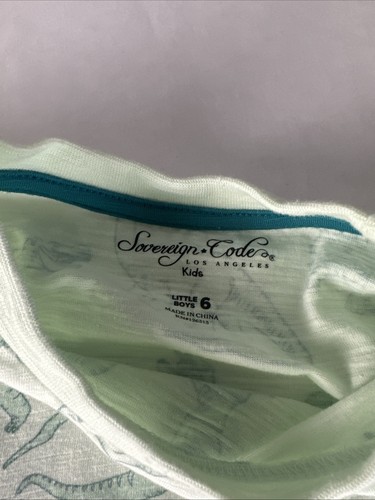 Sovereign★Code®
LOS ANGELES
Kids
LITTLE
BOYS 6
MADE IN CHINA